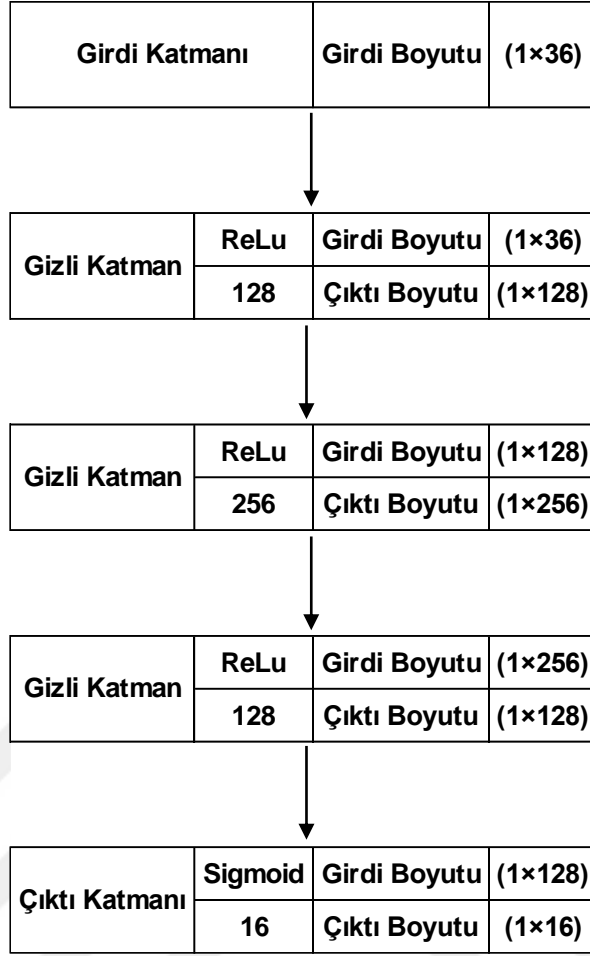 Girdi Katmanı Girdi Boyutu (1×36)
Gizli Katman ReLu Girdi Boyutu (1×36)
128 Çıktı Boyutu (1×128)
Gizli Katman ReLu Girdi Boyutu (1×128)
256 Çıktı Boyutu (1×256)
Gizli Katman ReLu Girdi Boyutu (1×256)
128 Çıktı Boyutu (1×128)
Çıktı Katmanı Sigmoid Girdi Boyutu (1×128)
16 Çıktı Boyutu (1×16)